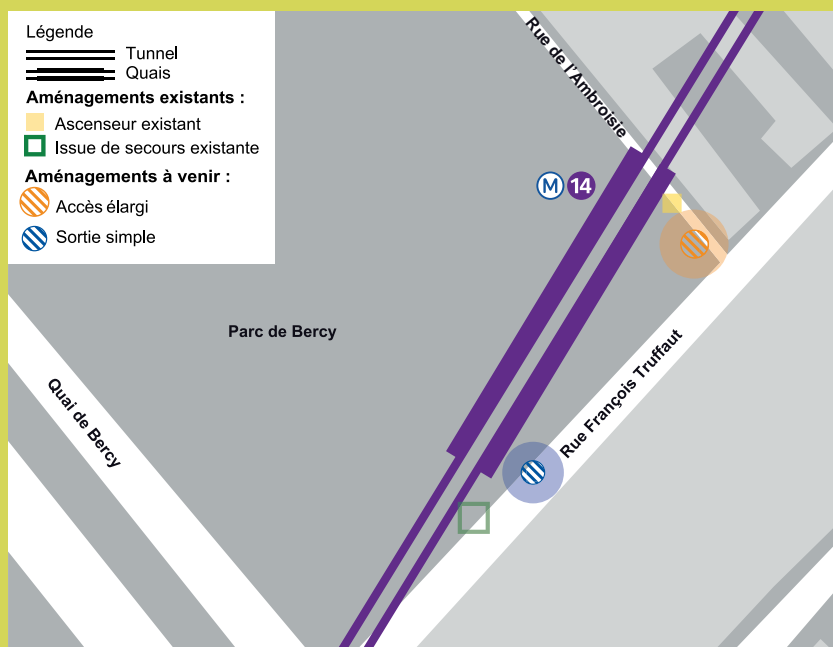 Légende
Tunnel
Quais
Aménagements existants :
Ascenseur existant
Issue de secours existante
Aménagements à venir :
Accès élargi
Sortie simple
Rue de l'Ambroisie
M 14
Parc de Bercy
Quai de Bercy
Rue François Truffaut